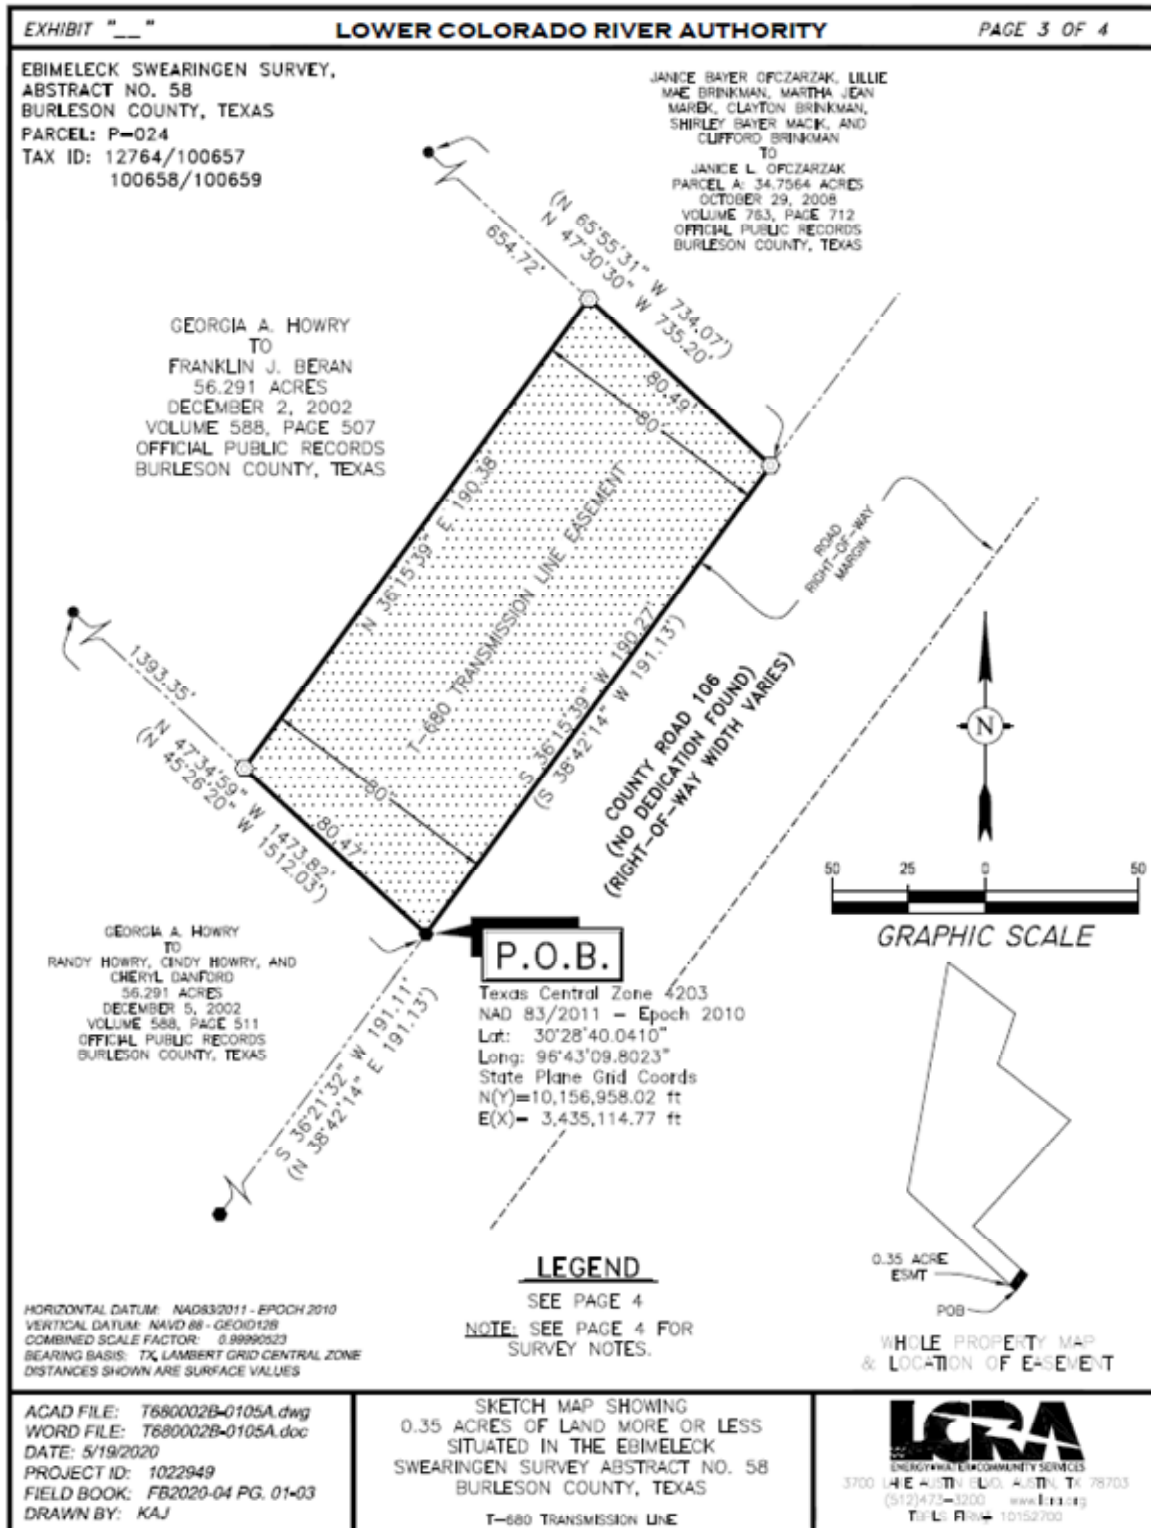 EXHIBIT "__"
LOWER COLORADO RIVER AUTHORITY
PAGE 3 OF 4
EBIMELECK SWEARINGEN SURVEY,
ABSTRACT NO. 58
BURLESON COUNTY, TEXAS
PARCEL: P-024
TAX ID: 12764/100657
100658/100659
JANICE BAYER OFCZARZAK, LILLIE
MAE BRINKMAN, MARTHA JEAN
MAREK, CLAYTON BRINKMAN,
SHIRLEY BAYER MACIK, AND
CLIFFORD BRINKMAN
TO
JANICE L. OFCZARZAK
PARCEL A: 34.7564 ACRES
OCTOBER 29, 2008
VOLUME 763, PAGE 712
OFFICIAL PUBLIC RECORDS
BURLESON COUNTY, TEXAS
654.72'
(N 65°55'31" W 734.07')
N 47°30'30" W 735.20'
80.49'
80'
GEORGIA A. HOWRY
TO
FRANKLIN J. BERAN
56.291 ACRES
DECEMBER 2, 2002
VOLUME 588, PAGE 507
OFFICIAL PUBLIC RECORDS
BURLESON COUNTY, TEXAS
N 36°15'39" E 190.38'
T-680 TRANSMISSION LINE EASEMENT
S 36°15'39" W 190.27'
(S 38°42'14" W 191.13')
ROAD
RIGHT-OF-WAY
MARGIN
COUNTY ROAD 106
(NO DEDICATION FOUND)
(RIGHT-OF-WAY WIDTH VARIES)
1393.35'
N 47°34'59" W 1473.82'
(N 45°26'20" W 1512.03')
80.47'
80'
N
50 25 0 50
GRAPHIC SCALE
GEORGIA A. HOWRY
TO
RANDY HOWRY, CINDY HOWRY, AND
CHERYL DANFORD
56.291 ACRES
DECEMBER 5, 2002
VOLUME 588, PAGE 511
OFFICIAL PUBLIC RECORDS
BURLESON COUNTY, TEXAS
P.O.B.
Texas Central Zone 4203
NAD 83/2011 - Epoch 2010
Lat: 30°28'40.0410"
Long: 96°43'09.8023"
State Plane Grid Coords
N(Y)=10,156,958.02 ft
E(X)= 3,435,114.77 ft
S 36°21'32" W 191.11'
(N 38°42'14" E 191.13')
0.35 ACRE
ESMT
POB
WHOLE PROPERTY MAP
& LOCATION OF EASEMENT
LEGEND
SEE PAGE 4
NOTE: SEE PAGE 4 FOR
SURVEY NOTES.
HORIZONTAL DATUM: NAD83/2011 - EPOCH 2010
VERTICAL DATUM: NAVD 88 - GEOID12B
COMBINED SCALE FACTOR: 0.99990523
BEARING BASIS: TX, LAMBERT GRID CENTRAL ZONE
DISTANCES SHOWN ARE SURFACE VALUES
ACAD FILE: T680002B-0105A.dwg
WORD FILE: T680002B-0105A.doc
DATE: 5/19/2020
PROJECT ID: 1022949
FIELD BOOK: FB2020-04 PG. 01-03
DRAWN BY: KAJ
SKETCH MAP SHOWING
0.35 ACRES OF LAND MORE OR LESS
SITUATED IN THE EBIMELECK
SWEARINGEN SURVEY ABSTRACT NO. 58
BURLESON COUNTY, TEXAS
T-680 TRANSMISSION LINE
LCRA
ENERGY•WATER•COMMUNITY SERVICES
3700 LAKE AUSTIN BLVD. AUSTIN, TX 78703
(512)473-3200 www.lcra.org
TBPLS FIRM# 10152700